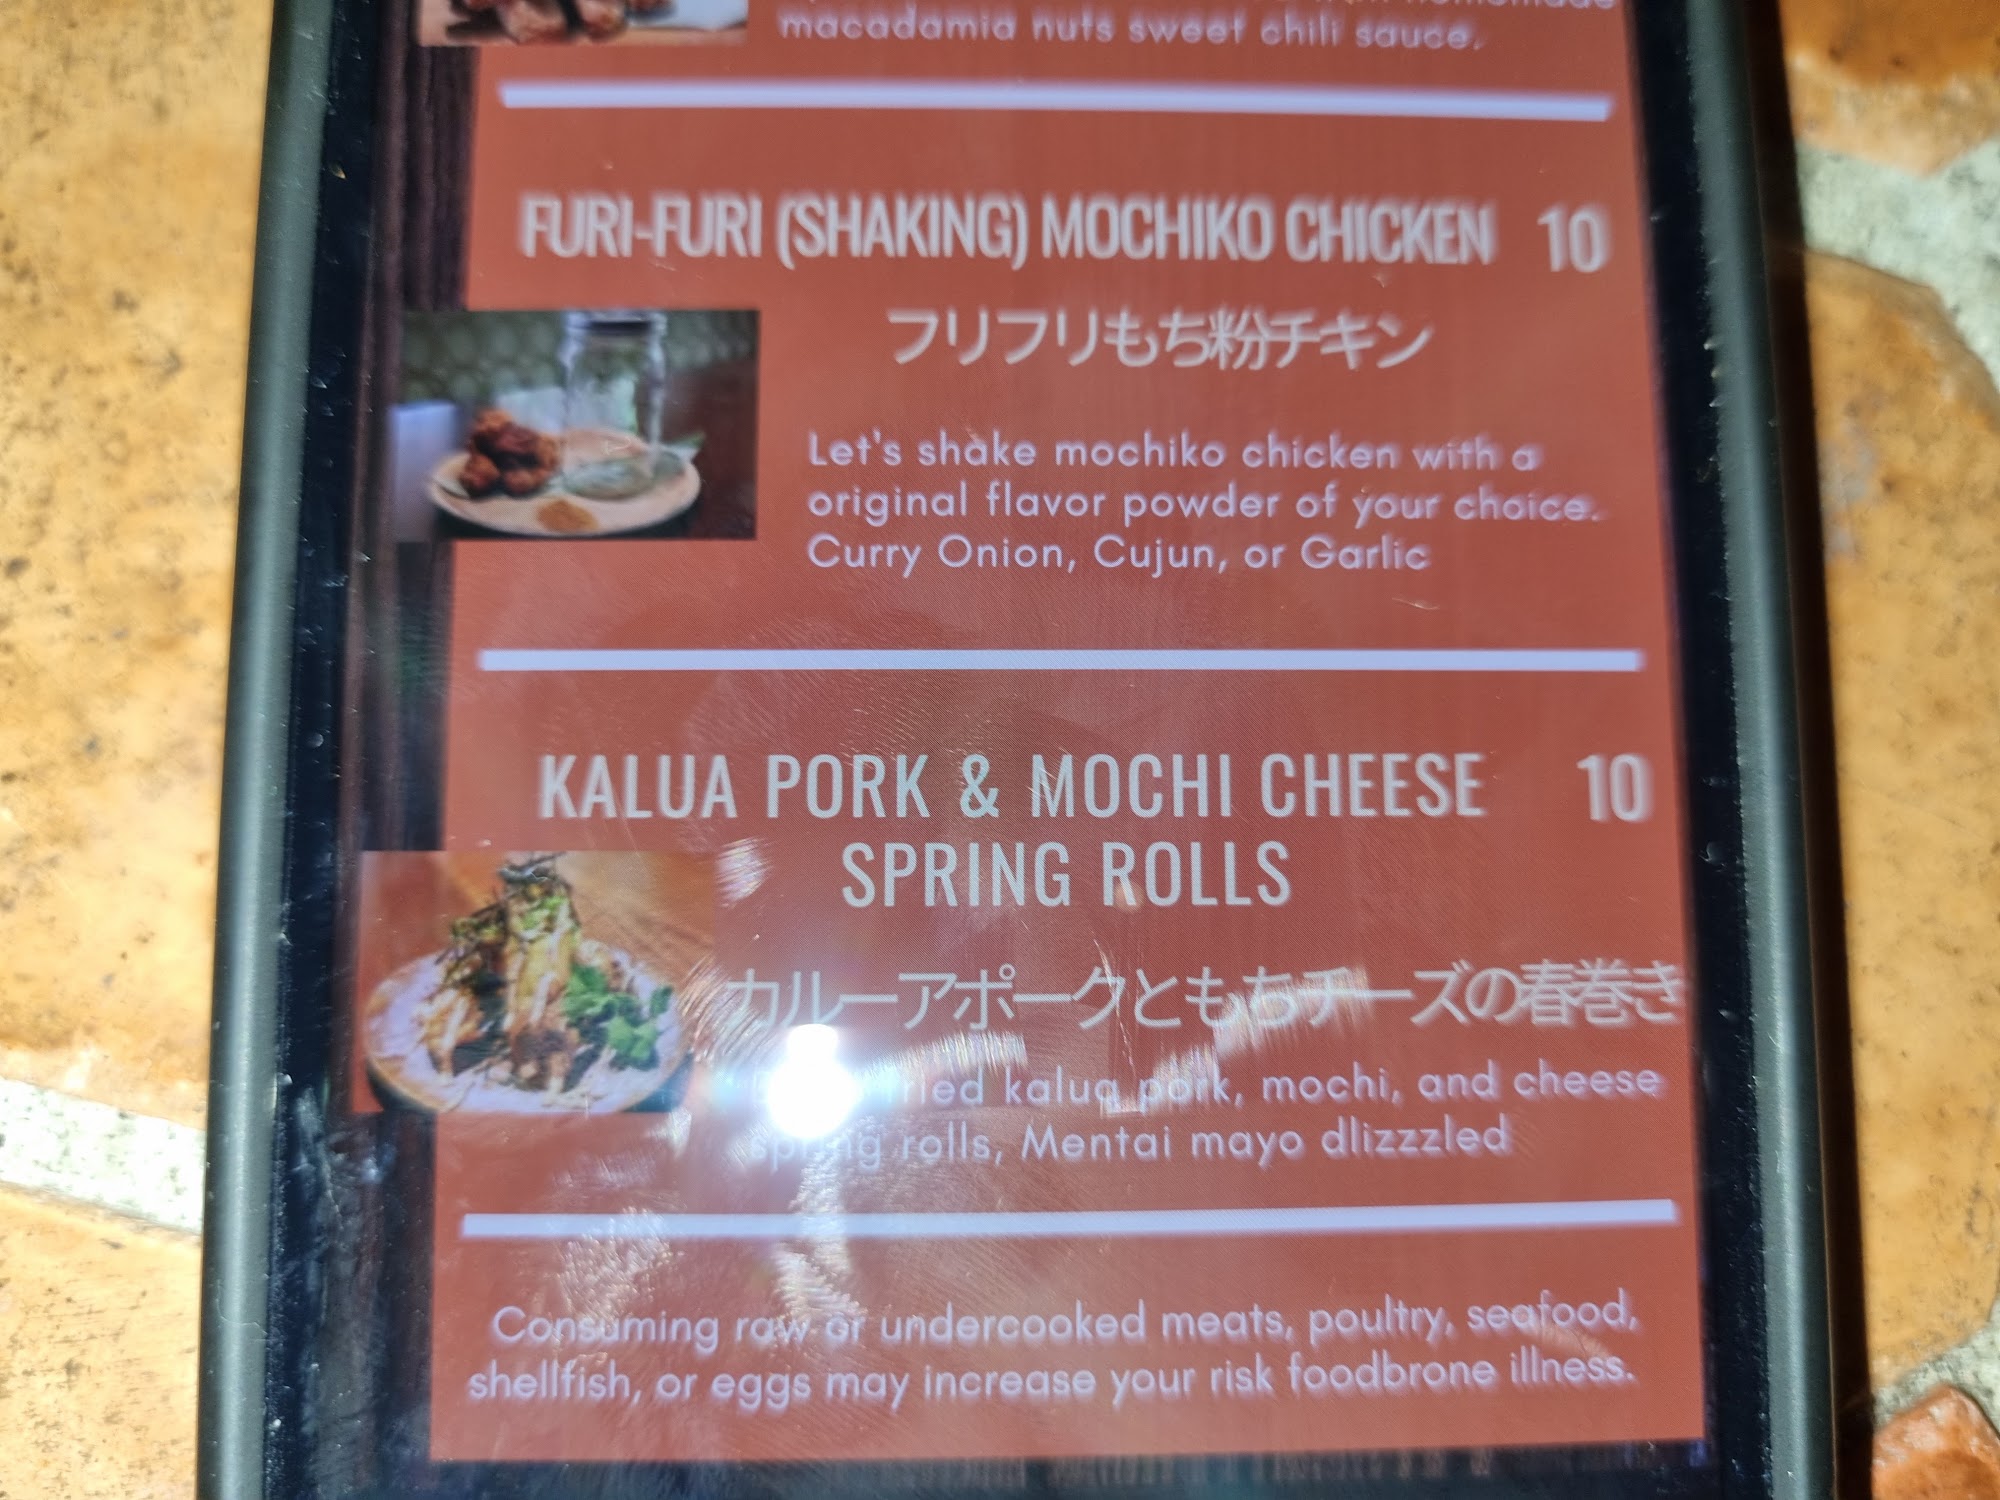 macadamia nuts sweet chili sauce.
FURI-FURI (SHAKING) MOCHIKO CHICKEN 10
フリフリもち粉チキン
Let's shake mochiko chicken with a
original flavor powder of your choice.
Curry Onion, Cujun, or Garlic
KALUA PORK & MOCHI CHEESE 10
SPRING ROLLS
カルーアポークともちチーズの春巻き
kalua pork, mochi, and cheese
spring rolls, Mentai mayo dlizzzled
Consuming raw or undercooked meats, poultry, seafood,
shellfish, or eggs may increase your risk foodbrone illness.